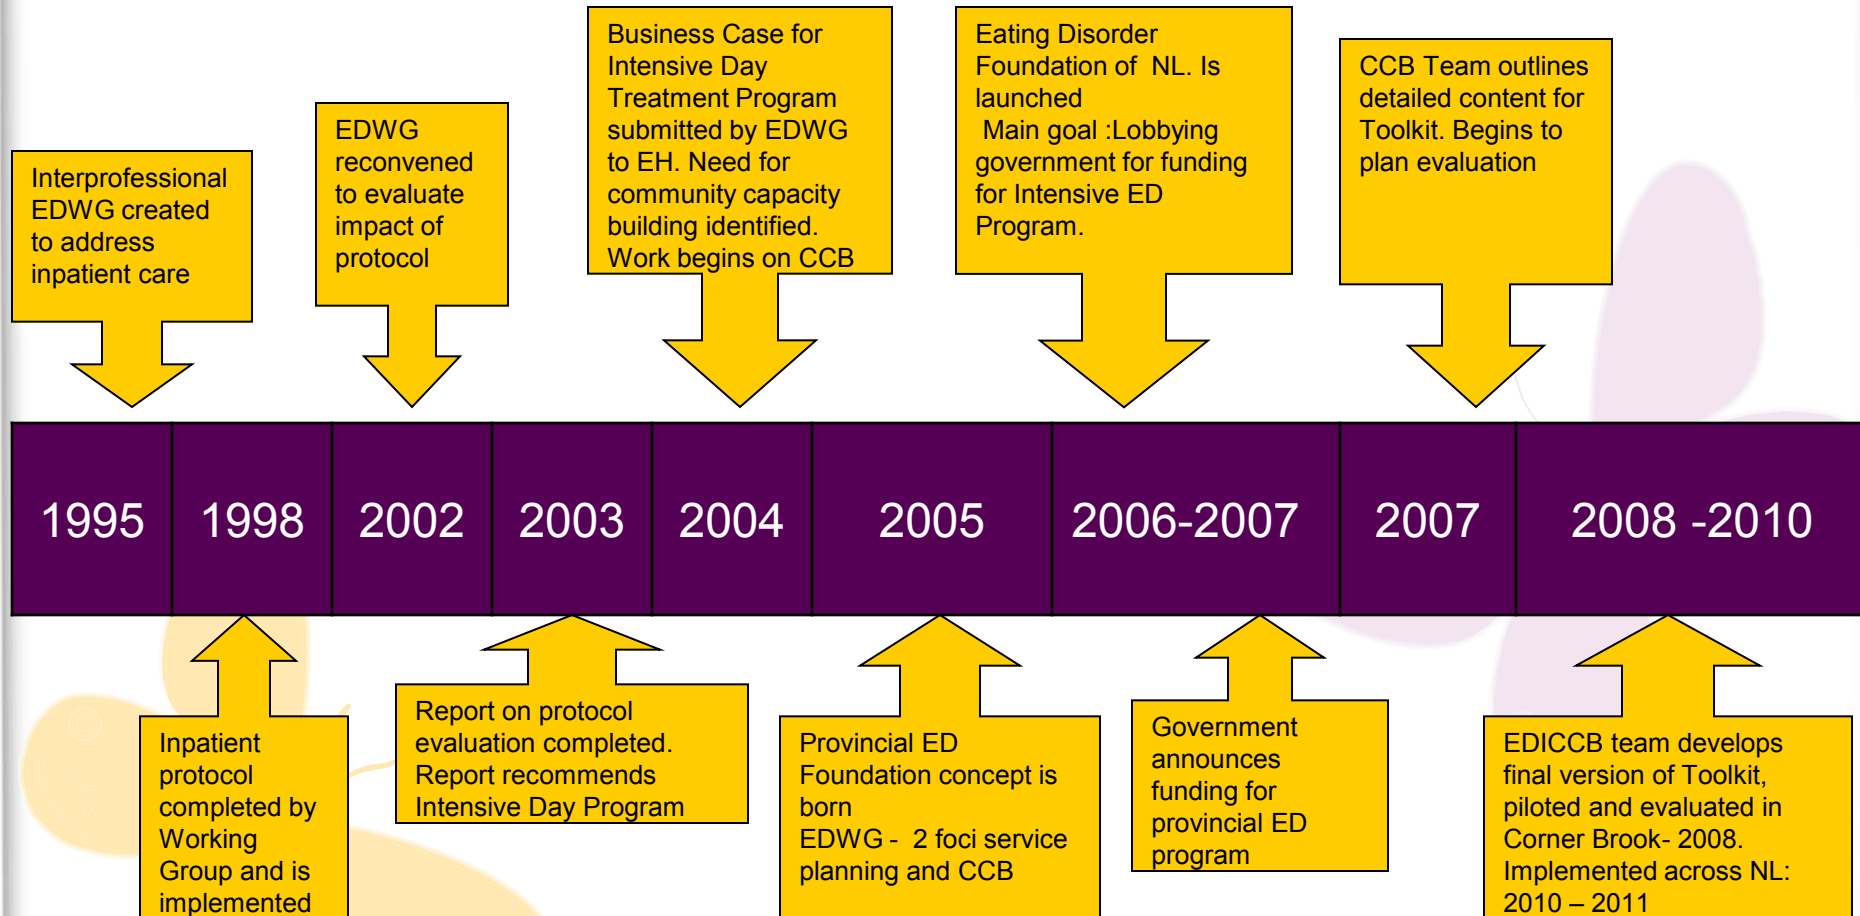 Interprofessional
EDWG created
to address
inpatient care
EDWG
reconvened
to evaluate
impact of
protocol
Business Case for
Intensive Day
Treatment Program
submitted by EDWG
to EH. Need for
community capacity
building identified.
Work begins on CCB
Eating Disorder
Foundation of  NL. Is
launched
Main goal :Lobbying
government for funding
for Intensive ED
Program.
CCB Team outlines
detailed content for
Toolkit. Begins to
plan evaluation
1995
1998
2002
2003
2004
2005
2006-2007
2007
2008 -2010
Inpatient
protocol
completed by
Working
Group and is
implemented
Report on protocol
evaluation completed.
Report recommends
Intensive Day Program
Provincial ED
Foundation concept is
born
EDWG -  2 foci service
planning and CCB
Government
announces
funding for
provincial ED
program
EDICCB team develops
final version of Toolkit,
piloted and evaluated in
Corner Brook- 2008.
Implemented across NL:
2010 – 2011